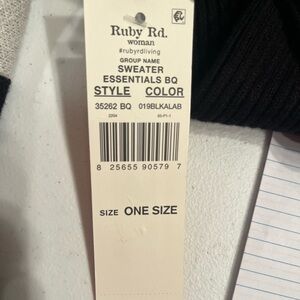 Ruby Rd.
woman
#rubyrdliving
GROUP NAME
SWEATER
ESSENTIALS BQ
STYLE COLOR
35262 BQ 019BLKALAB
2204
8 25655 90579 7
SIZE ONE SIZE